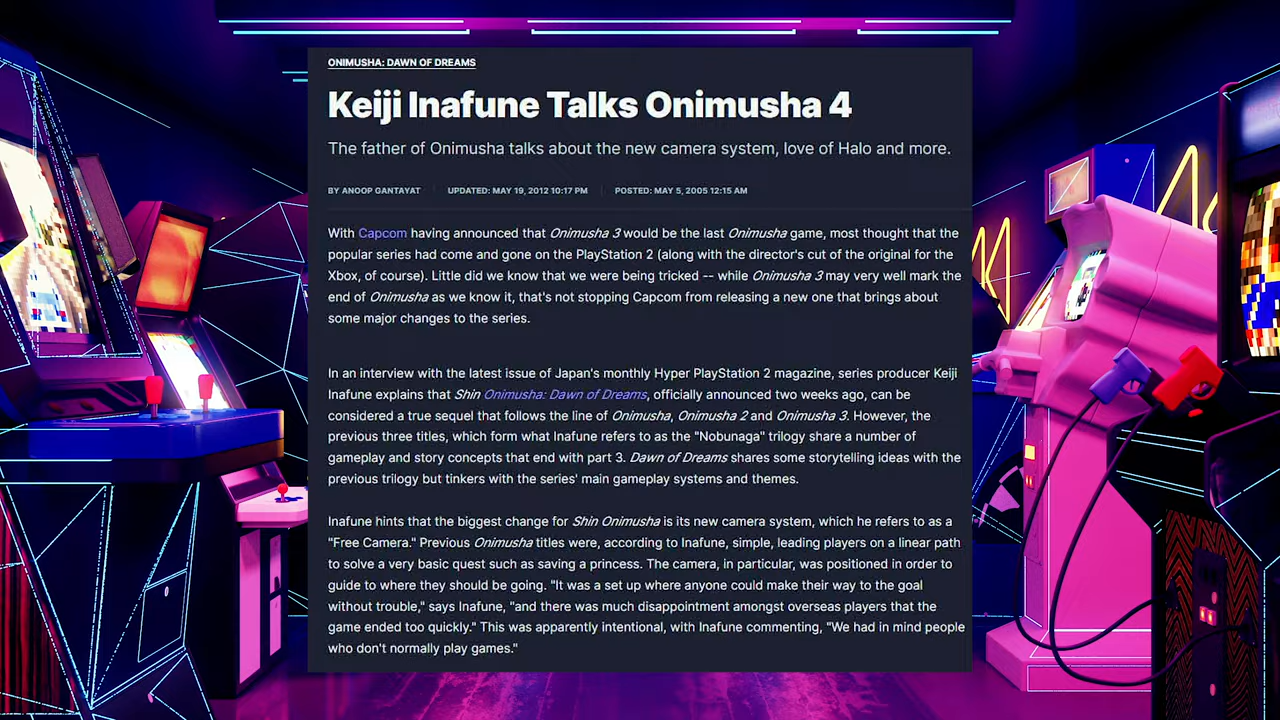 ONIMUSHA: DAWN OF DREAMS
Keiji Inafune Talks Onimusha 4
The father of Onimusha talks about the new camera system, love of Halo and more.
BY ANOOP GANTAYAT UPDATED: MAY 19, 2012 10:17 PM POSTED: MAY 5, 2005 12:15 AM
With Capcom having announced that Onimusha 3 would be the last Onimusha game, most thought that the
popular series had come and gone on the PlayStation 2 (along with the director's cut of the original for the
Xbox, of course). Little did we know that we were being tricked -- while Onimusha 3 may very well mark the
end of Onimusha as we know it, that's not stopping Capcom from releasing a new one that brings about
some major changes to the series.
In an interview with the latest issue of Japan's monthly Hyper PlayStation 2 magazine, series producer Keiji
Inafune explains that Shin Onimusha: Dawn of Dreams, officially announced two weeks ago, can be
considered a true sequel that follows the line of Onimusha, Onimusha 2 and Onimusha 3. However, the
previous three titles, which form what Inafune refers to as the "Nobunaga" trilogy share a number of
gameplay and story concepts that end with part 3. Dawn of Dreams shares some storytelling ideas with the
previous trilogy but tinkers with the series' main gameplay systems and themes.
Inafune hints that the biggest change for Shin Onimusha is its new camera system, which he refers to as a
"Free Camera." Previous Onimusha titles were, according to Inafune, simple, leading players on a linear path
to solve a very basic quest such as saving a princess. The camera, in particular, was positioned in order to
guide to where they should be going. "It was a set up where anyone could make their way to the goal
without trouble," says Inafune, "and there was much disappointment amongst overseas players that the
game ended too quickly." This was apparently intentional, with Inafune commenting, "We had in mind people
who don't normally play games."